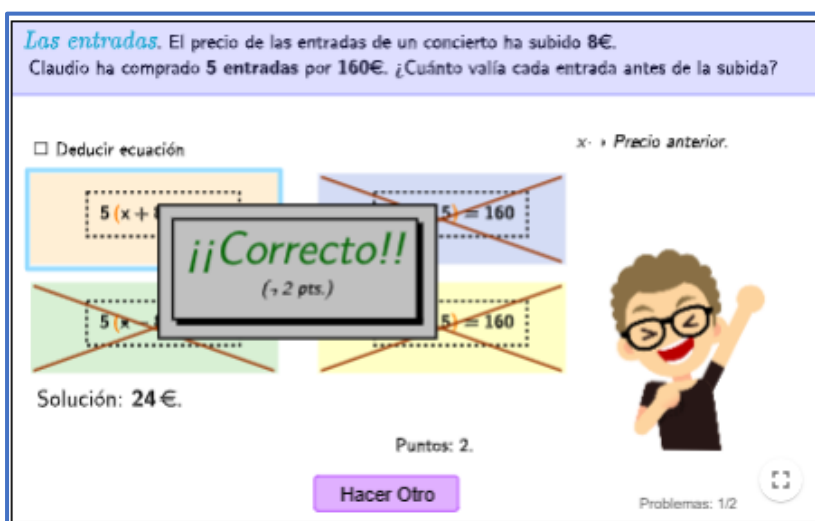 Las entradas. El precio de las entradas de un concierto ha subido 8€.
Claudio ha comprado 5 entradas por 160€. ¿Cuánto valía cada entrada antes de la subida?
Deducir ecuación
x → Precio anterior.
5 (x +
5) = 160
¡¡Correcto!!
(+2 pts.)
5 (x −
5) = 160
Solución: 24 €.
Puntos: 2.
Hacer Otro
Problemas: 1/2